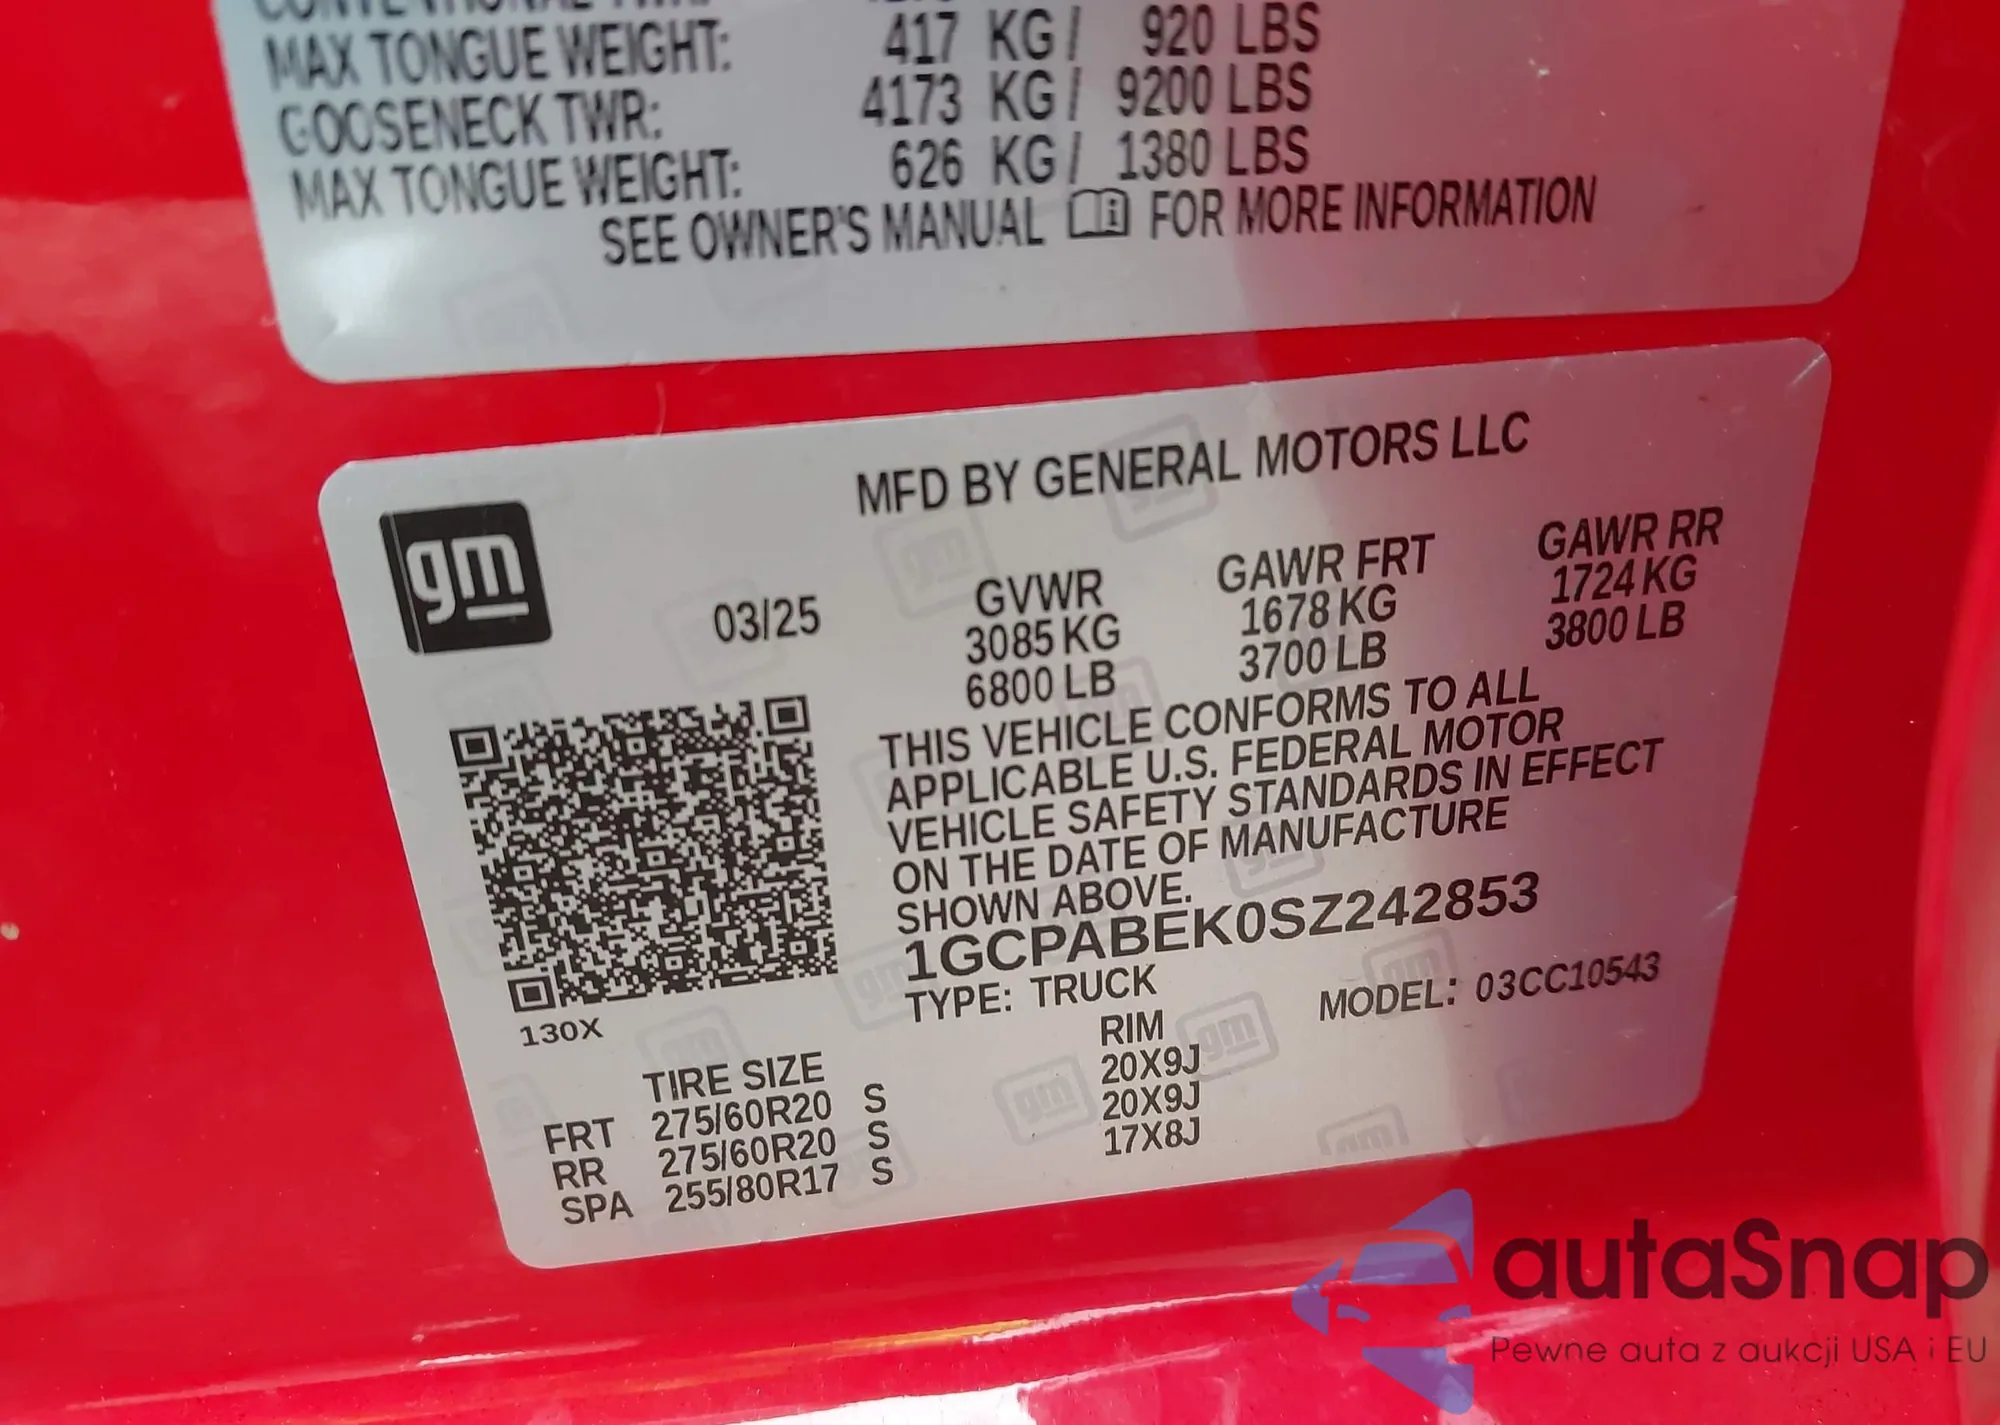 CONVENTIONAL TWR:
MAX TONGUE WEIGHT: 417 KG / 920 LBS
GOOSENECK TWR: 4173 KG / 9200 LBS
MAX TONGUE WEIGHT: 626 KG / 1380 LBS
SEE OWNER'S MANUAL FOR MORE INFORMATION
MFD BY GENERAL MOTORS LLC
gm
03/25
GVWR GAWR FRT GAWR RR
3085 KG 1678 KG 1724 KG
6800 LB 3700 LB 3800 LB
THIS VEHICLE CONFORMS TO ALL
APPLICABLE U.S. FEDERAL MOTOR
VEHICLE SAFETY STANDARDS IN EFFECT
ON THE DATE OF MANUFACTURE
SHOWN ABOVE.
1GCPABEK0SZ242853
TYPE: TRUCK MODEL: 03CC10543
130X
TIRE SIZE RIM
FRT 275/60R20 S 20X9J
RR 275/60R20 S 20X9J
SPA 255/80R17 S 17X8J
autaSnap
Pewne auta z aukcji USA i EU